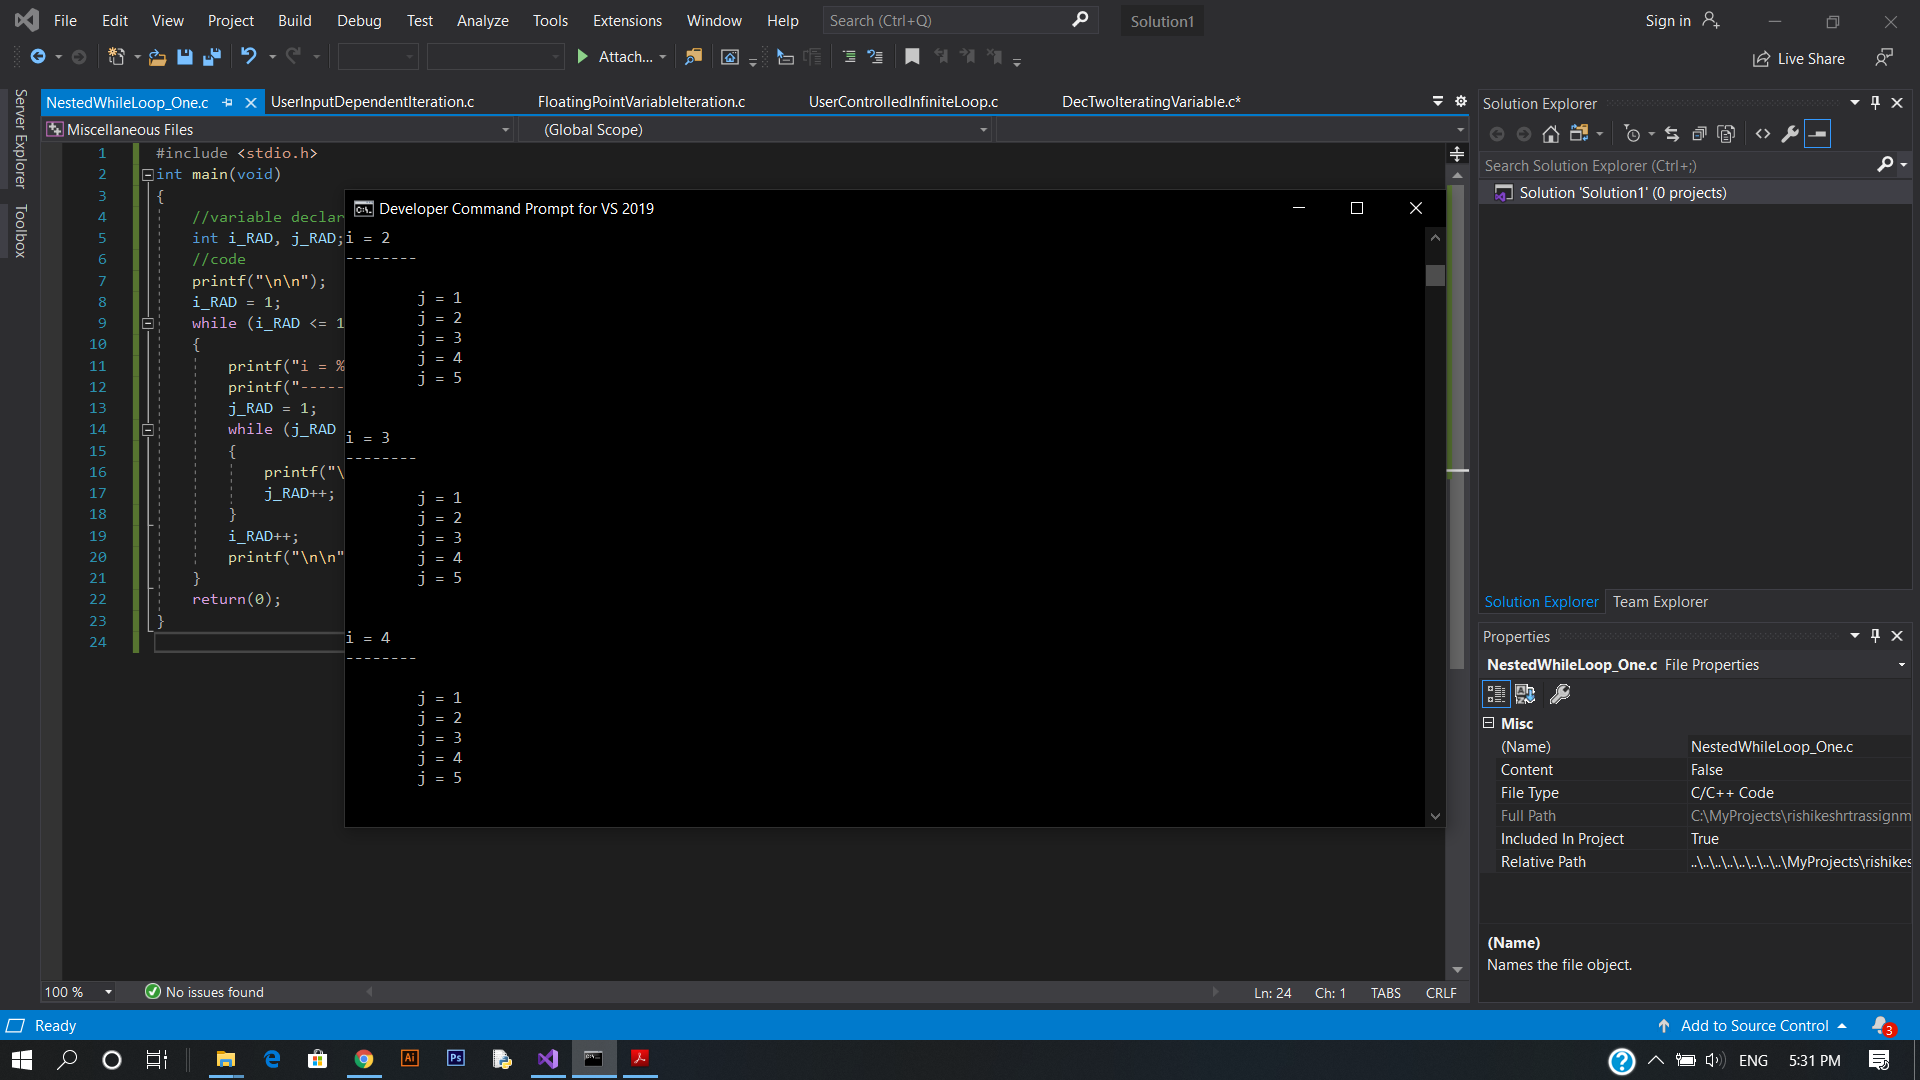 File Edit View Project Build Debug Test Analyze Tools Extensions Window Help Search (Ctrl+Q) Solution1 Sign in
Attach... Live Share
Server Explorer
Toolbox
NestedWhileLoop_One.c UserInputDependentIteration.c FloatingPointVariableIteration.c UserControlledInfiniteLoop.c DecTwoIteratingVariable.c*
Miscellaneous Files (Global Scope)
1 #include <stdio.h>
2 int main(void)
3 {
4 //variable declar
5 int i_RAD, j_RAD;
6 //code
7 printf("\n\n");
8 i_RAD = 1;
9 while (i_RAD <= 1
10 {
11 printf("i = %
12 printf("-----
13 j_RAD = 1;
14 while (j_RAD
15 {
16 printf("\
17 j_RAD++;
18 }
19 i_RAD++;
20 printf("\n\n"
21 }
22 return(0);
23 }
24
Developer Command Prompt for VS 2019
i = 2
--------
j = 1
j = 2
j = 3
j = 4
j = 5
i = 3
--------
j = 1
j = 2
j = 3
j = 4
j = 5
i = 4
--------
j = 1
j = 2
j = 3
j = 4
j = 5
100 % No issues found Ln: 24 Ch: 1 TABS CRLF
Solution Explorer
Search Solution Explorer (Ctrl+;)
Solution 'Solution1' (0 projects)
Solution Explorer Team Explorer
Properties
NestedWhileLoop_One.c File Properties
Misc
(Name) NestedWhileLoop_One.c
Content False
File Type C/C++ Code
Full Path C:\MyProjects\rishikeshrtrassignm
Included In Project True
Relative Path ..\..\..\..\..\..\..\..\MyProjects\rishikes
(Name)
Names the file object.
Ready Add to Source Control 3
Ai Ps ENG 5:31 PM